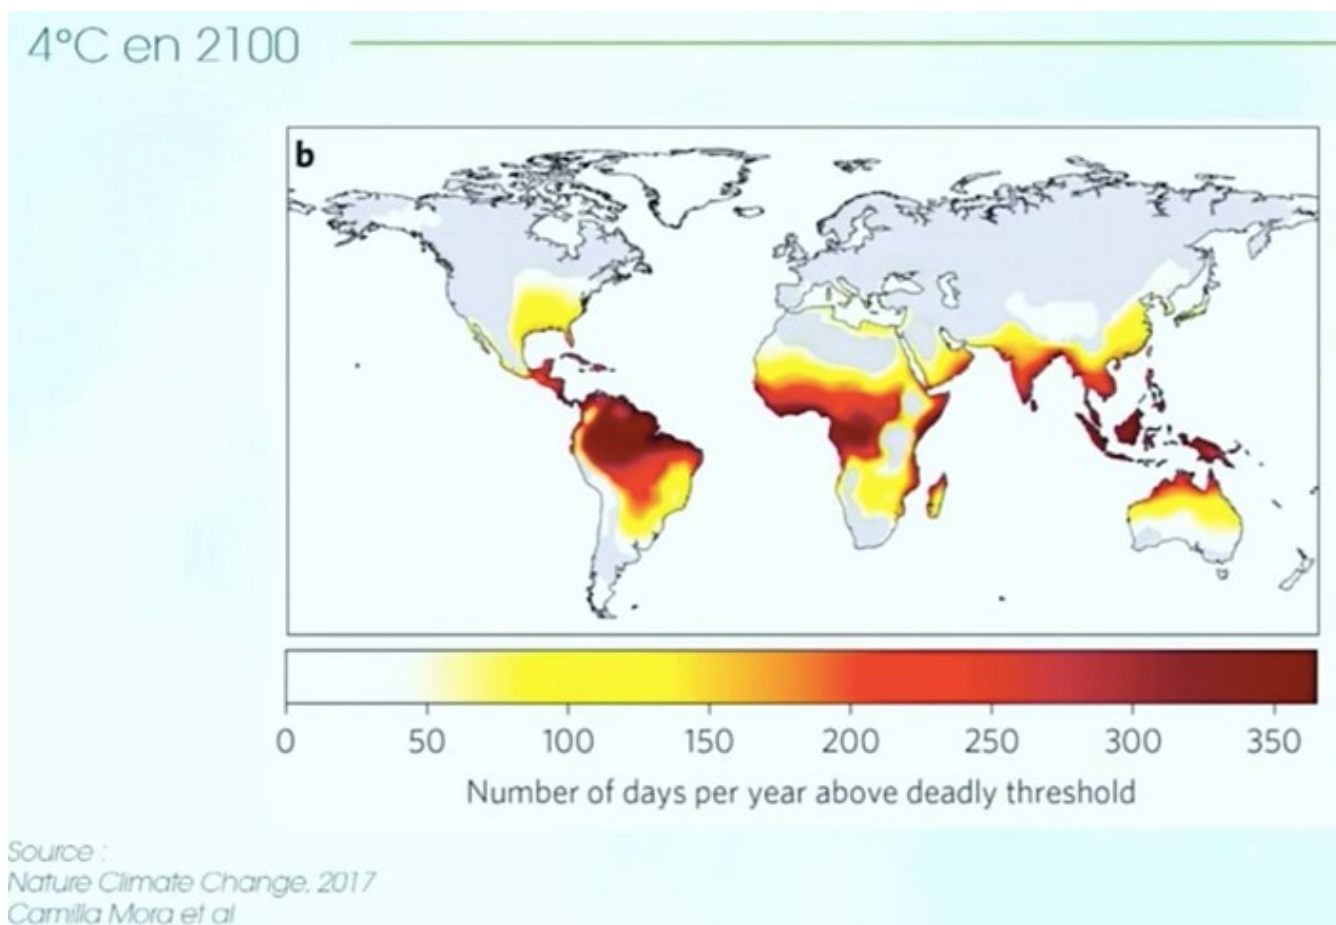 4°C en 2100
b
0 50 100 150 200 250 300 350
Number of days per year above deadly threshold
Source :
Nature Climate Change, 2017
Camilla Mora et al